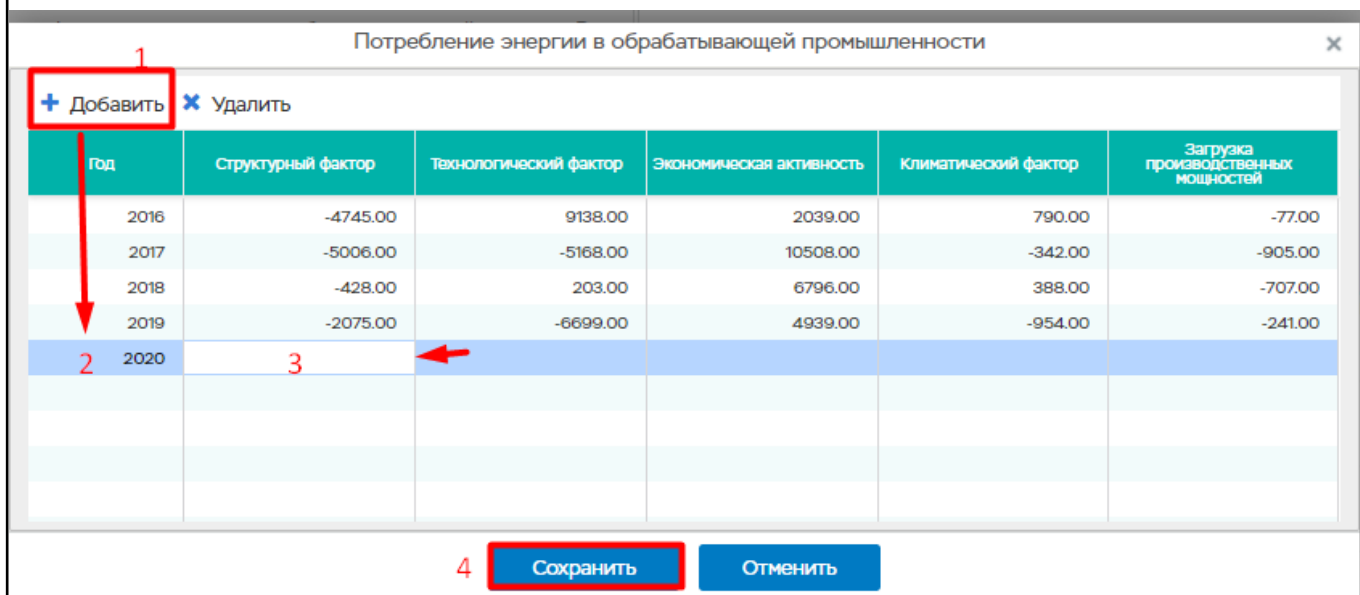 Потребление энергии в обрабатывающей промышленности ×
1
+ Добавить × Удалить
Год Структурный фактор Технологический фактор Экономическая активность Климатический фактор Загрузка
производственных
мощностей
2016 -4745.00 9138.00 2039.00 790.00 -77.00
2017 -5006.00 -5168.00 10508.00 -342.00 -905.00
2018 -428.00 203.00 6796.00 388.00 -707.00
2019 -2075.00 -6699.00 4939.00 -954.00 -241.00
2 2020 3
4 Сохранить Отменить